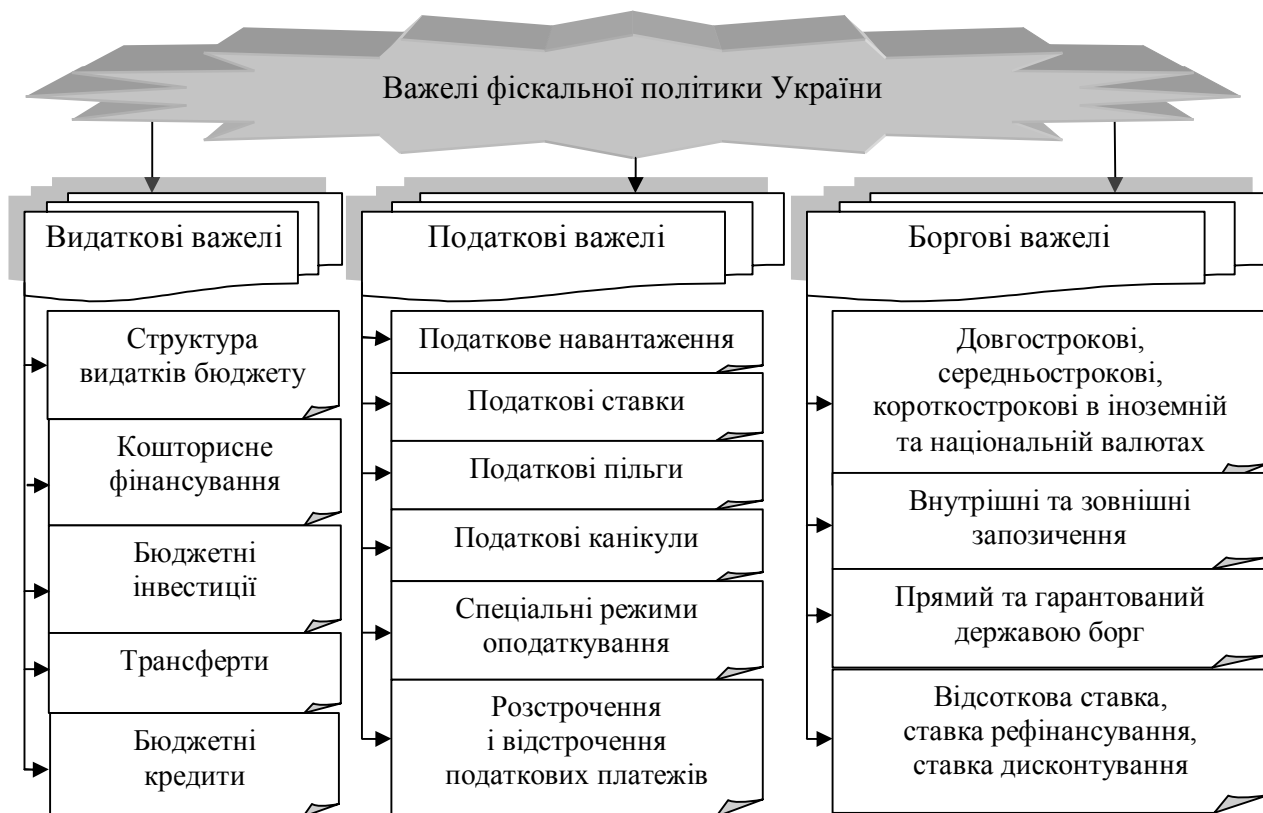 Важелі фіскальної політики України
Видаткові важелі
Структура
видатків бюджету
Кошторисне
фінансування
Бюджетні
інвестиції
Трансферти
Бюджетні
кредити
Податкові важелі
Податкове навантаження
Податкові ставки
Податкові пільги
Податкові канікули
Спеціальні режими
оподаткування
Розстрочення
і відстрочення
податкових платежів
Боргові важелі
Довгострокові,
середньострокові,
короткострокові в іноземній
та національній валютах
Внутрішні та зовнішні
запозичення
Прямий та гарантований
державою борг
Відсоткова ставка,
ставка рефінансування,
ставка дисконтування